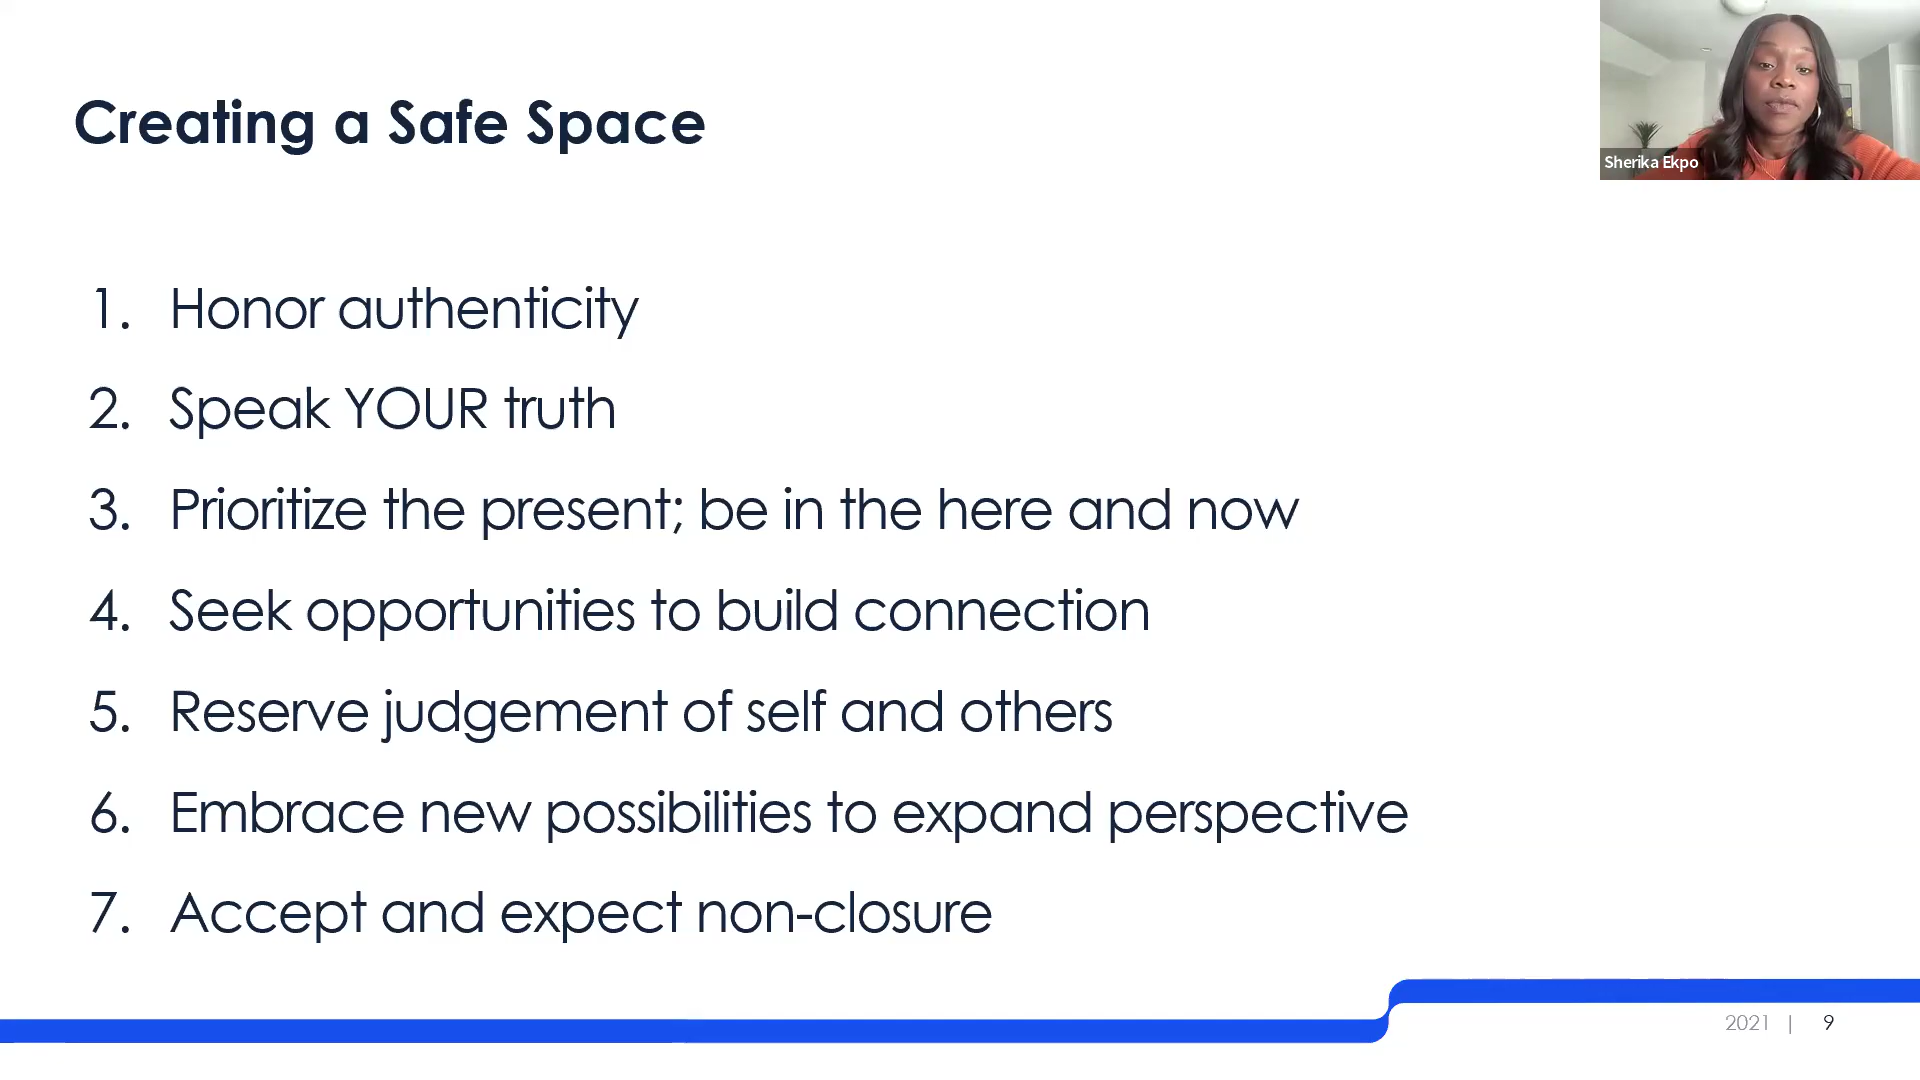 Creating a Safe Space
Sherika Ekpo
1. Honor authenticity
2. Speak YOUR truth
3. Prioritize the present; be in the here and now
4. Seek opportunities to build connection
5. Reserve judgement of self and others
6. Embrace new possibilities to expand perspective
7. Accept and expect non-closure
2021 | 9